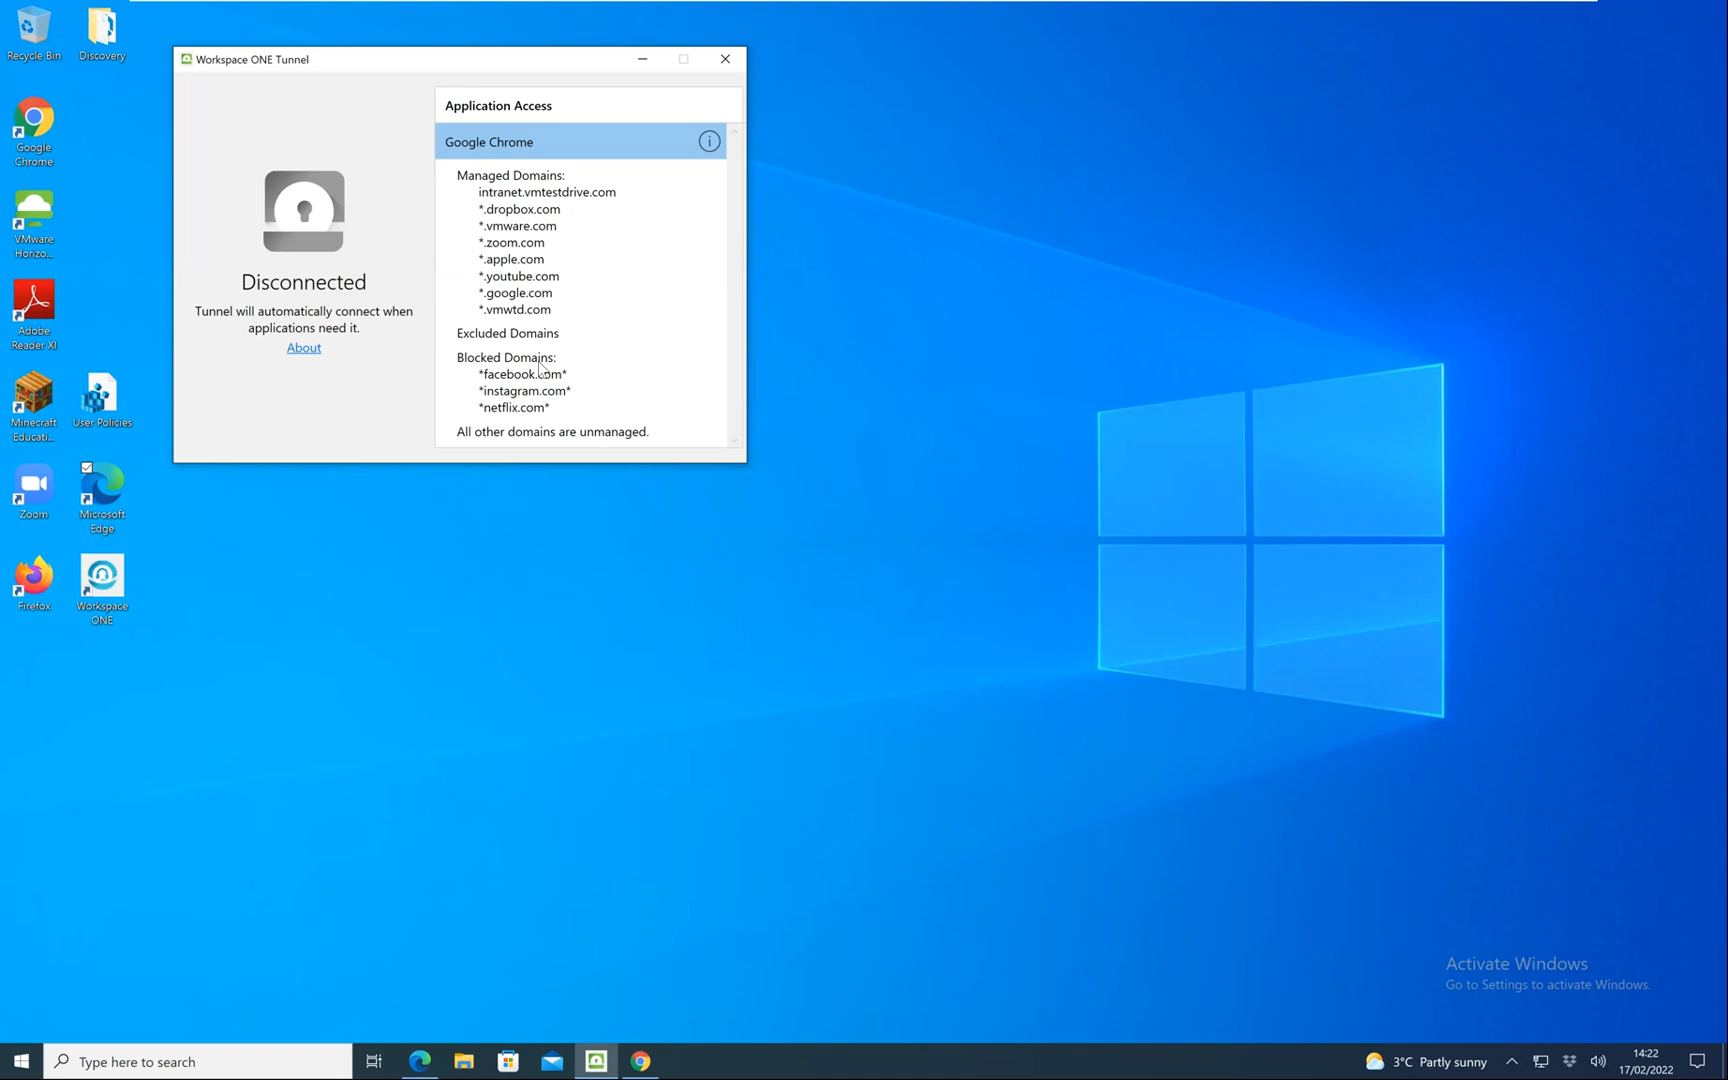 Recycle Bin
Discovery
Google
Chrome
VMware
Horizo...
Adobe
Reader XI
Minecraft
Educati...
User Policies
Zoom
Microsoft
Edge
Firefox
Workspace
ONE
Workspace ONE Tunnel
Disconnected
Tunnel will automatically connect when
applications need it.
About
Application Access
Google Chrome
Managed Domains:
intranet.vmtestdrive.com
*.dropbox.com
*.vmware.com
*.zoom.com
*.apple.com
*.youtube.com
*.google.com
*.vmwtd.com
Excluded Domains
Blocked Domains:
*facebook.com*
*instagram.com*
*netflix.com*
All other domains are unmanaged.
Activate Windows
Go to Settings to activate Windows.
Type here to search
3°C Partly sunny
14:22
17/02/2022